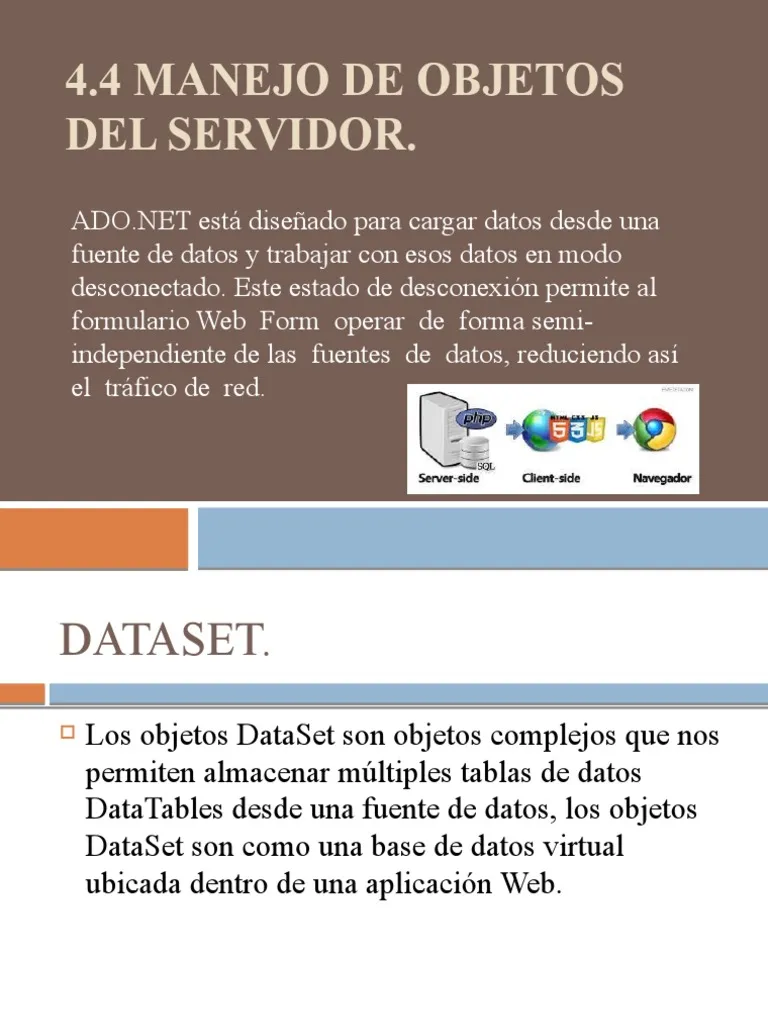 4.4 MANEJO DE OBJETOS
DEL SERVIDOR.
ADO.NET está diseñado para cargar datos desde una
fuente de datos y trabajar con esos datos en modo
desconectado. Este estado de desconexión permite al
formulario Web Form operar de forma semi-
independiente de las fuentes de datos, reduciendo así
el tráfico de red.
php
SQL
HTML CSS JS
5 3 JS
Server-side Client-side Navegador
DATASET.
Los objetos DataSet son objetos complejos que nos
permiten almacenar múltiples tablas de datos
DataTables desde una fuente de datos, los objetos
DataSet son como una base de datos virtual
ubicada dentro de una aplicación Web.